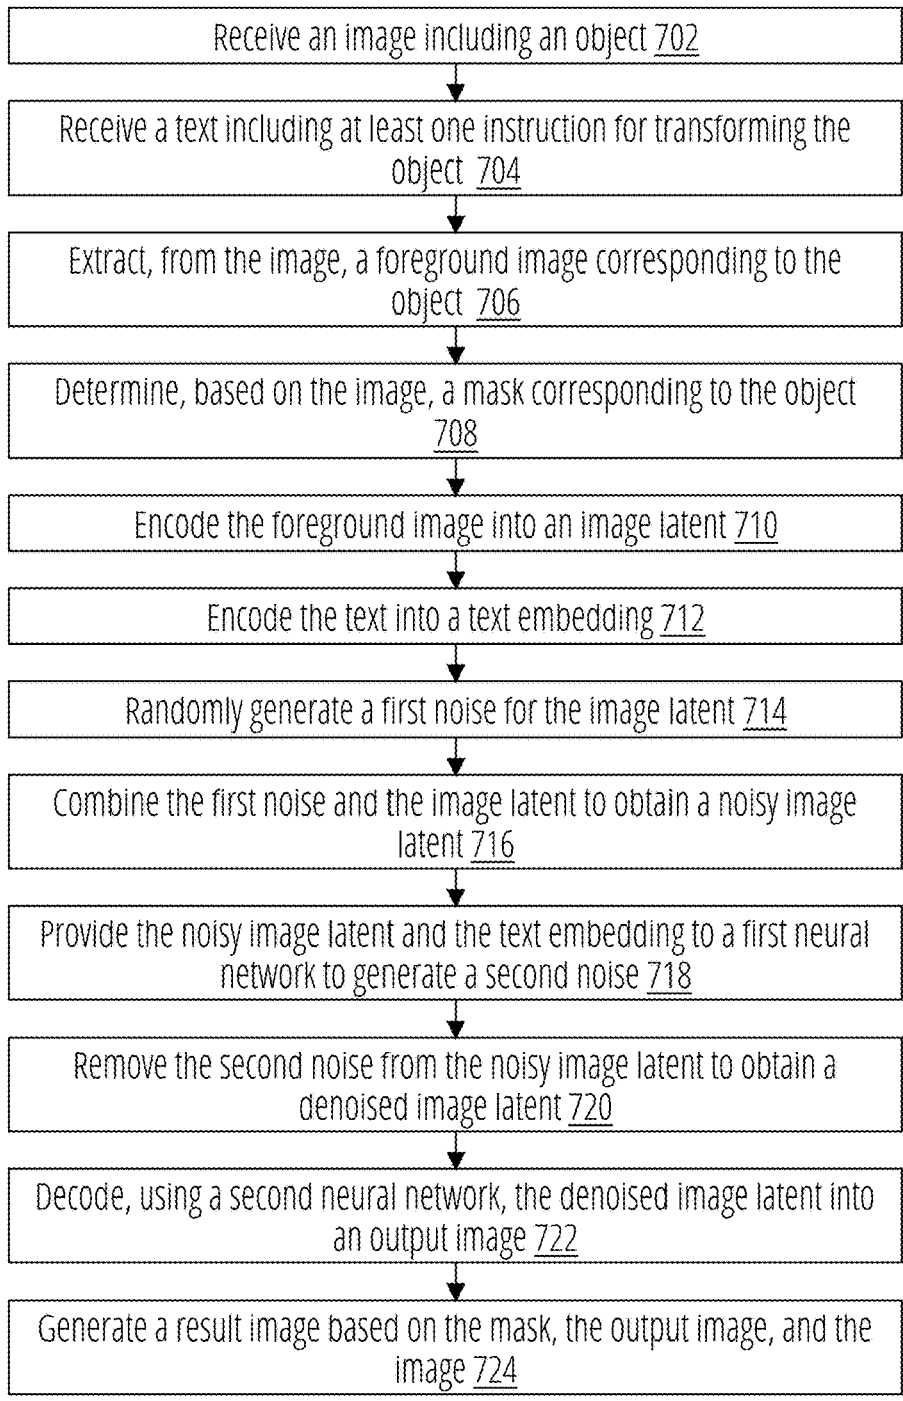 Receive an image including an object 702
Receive a text including at least one instruction for transforming the
object 704
Extract, from the image, a foreground image corresponding to the
object 706
Determine, based on the image, a mask corresponding to the object
708
Encode the foreground image into an image latent 710
Encode the text into a text embedding 712
Randomly generate a first noise for the image latent 714
Combine the first noise and the image latent to obtain a noisy image
latent 716
Provide the noisy image latent and the text embedding to a first neural
network to generate a second noise 718
Remove the second noise from the noisy image latent to obtain a
denoised image latent 720
Decode, using a second neural network, the denoised image latent into
an output image 722
Generate a result image based on the mask, the output image, and the
image 724